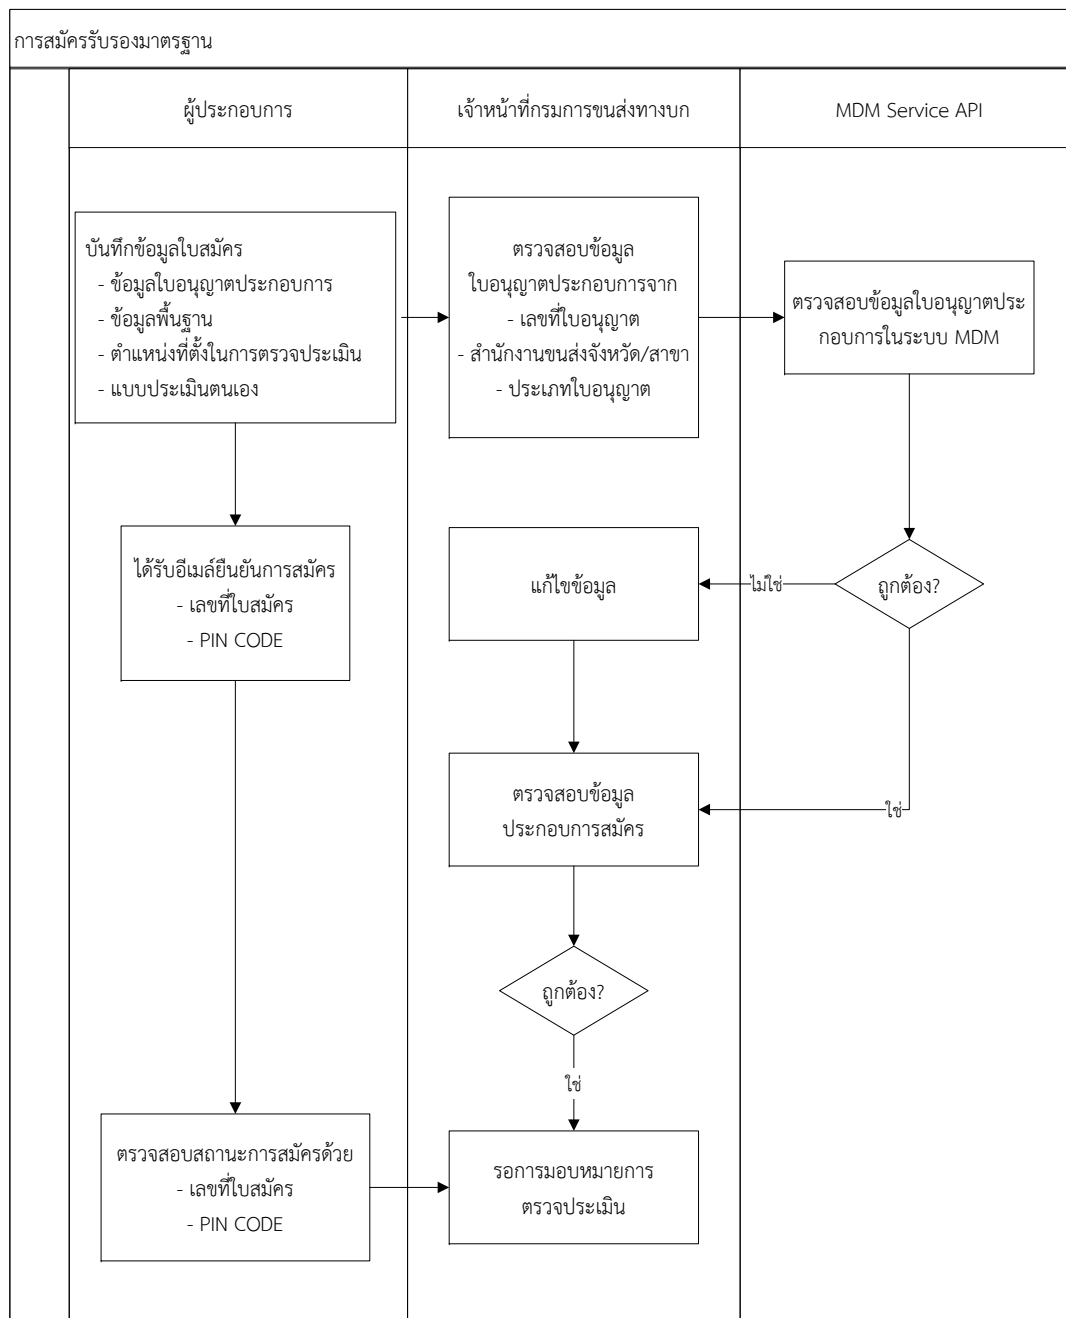 การสมัครรับรองมาตรฐาน
ผู้ประกอบการ
เจ้าหน้าที่กรมการขนส่งทางบก
MDM Service API
บันทึกข้อมูลใบสมัคร
- ข้อมูลใบอนุญาตประกอบการ
- ข้อมูลพื้นฐาน
- ตำแหน่งที่ตั้งในการตรวจประเมิน
- แบบประเมินตนเอง
ตรวจสอบข้อมูล
ใบอนุญาตประกอบการจาก
- เลขที่ใบอนุญาต
- สำนักงานขนส่งจังหวัด/สาขา
- ประเภทใบอนุญาต
ตรวจสอบข้อมูลใบอนุญาตประ
กอบการในระบบ MDM
ได้รับอีเมล์ยืนยันการสมัคร
- เลขที่ใบสมัคร
- PIN CODE
แก้ไขข้อมูล
ไม่ใช่
ถูกต้อง?
ตรวจสอบข้อมูล
ประกอบการสมัคร
ใช่
ถูกต้อง?
ใช่
ตรวจสอบสถานะการสมัครด้วย
- เลขที่ใบสมัคร
- PIN CODE
รอการมอบหมายการ
ตรวจประเมิน